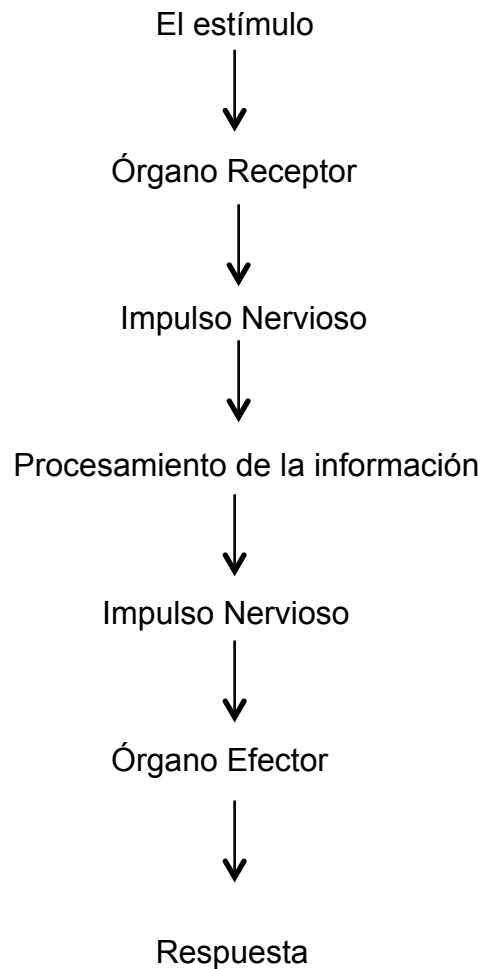 El estímulo
Órgano Receptor
Impulso Nervioso
Procesamiento de la información
Impulso Nervioso
Órgano Efector
Respuesta